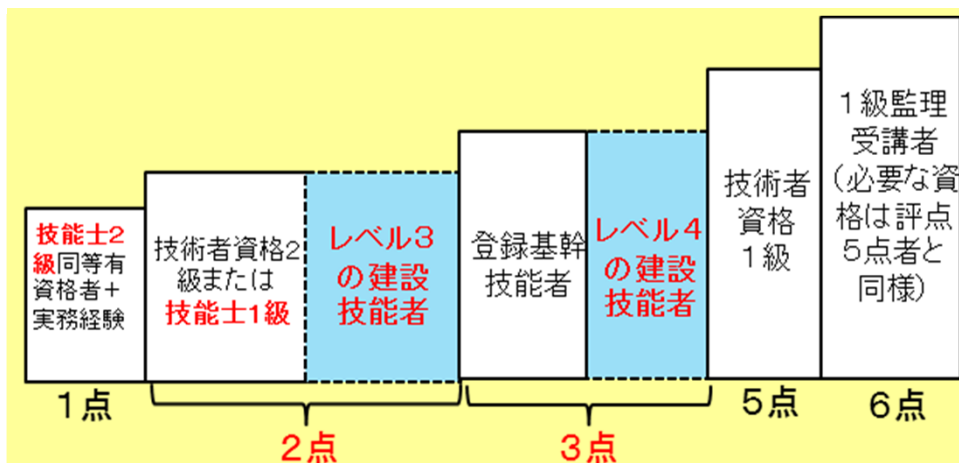 技能士2
級同等有
資格者＋
実務経験
技術者資格2
級または
技能士1級
レベル3
の建設
技能者
登録基幹
技能者
レベル4
の建設
技能者
技術者
資格
１級
１級監理
受講者
（必要な資
格は評点
５点者と
同様）
１点
２点
３点
５点
６点